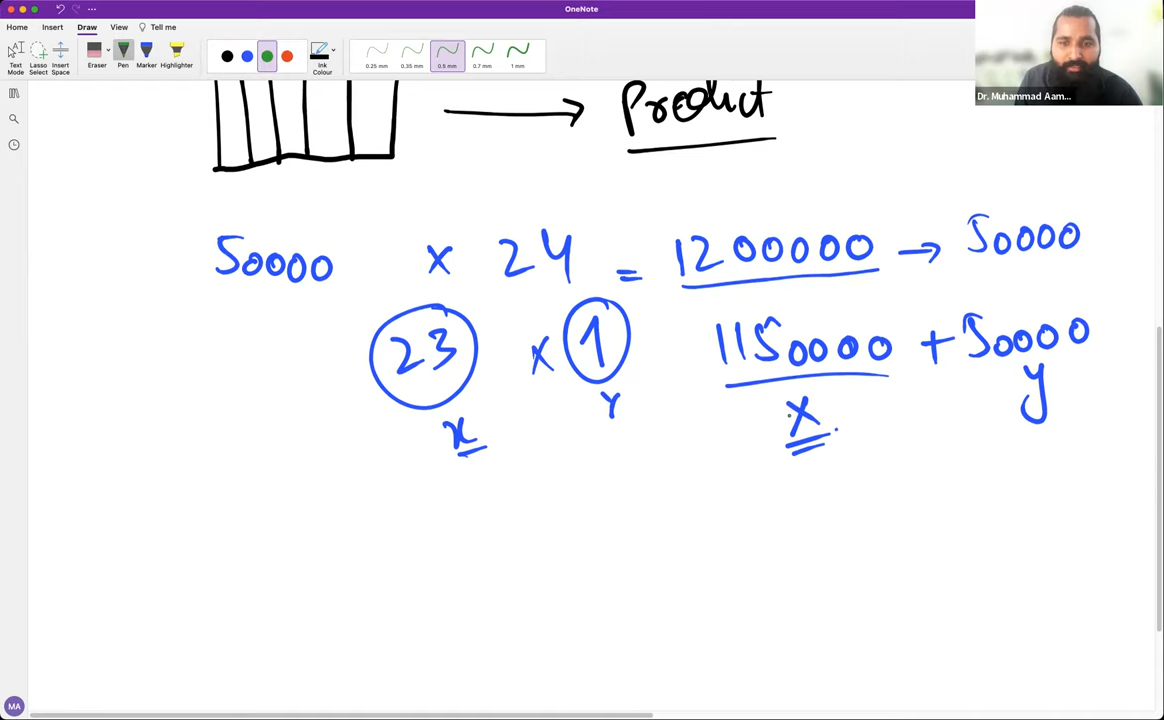 OneNote
Home Insert Draw View Tell me
Text Mode
Lasso Select
Insert Space
Eraser
Pen
Marker
Highlighter
Ink Colour
0.25 mm 0.35 mm 0.5 mm 0.7 mm 1 mm
Dr. Muhammad Aam...
Product
50000 x 24 = 1200000 → 50000
23 x 1 1150000 + 50000
x Y X y
MA